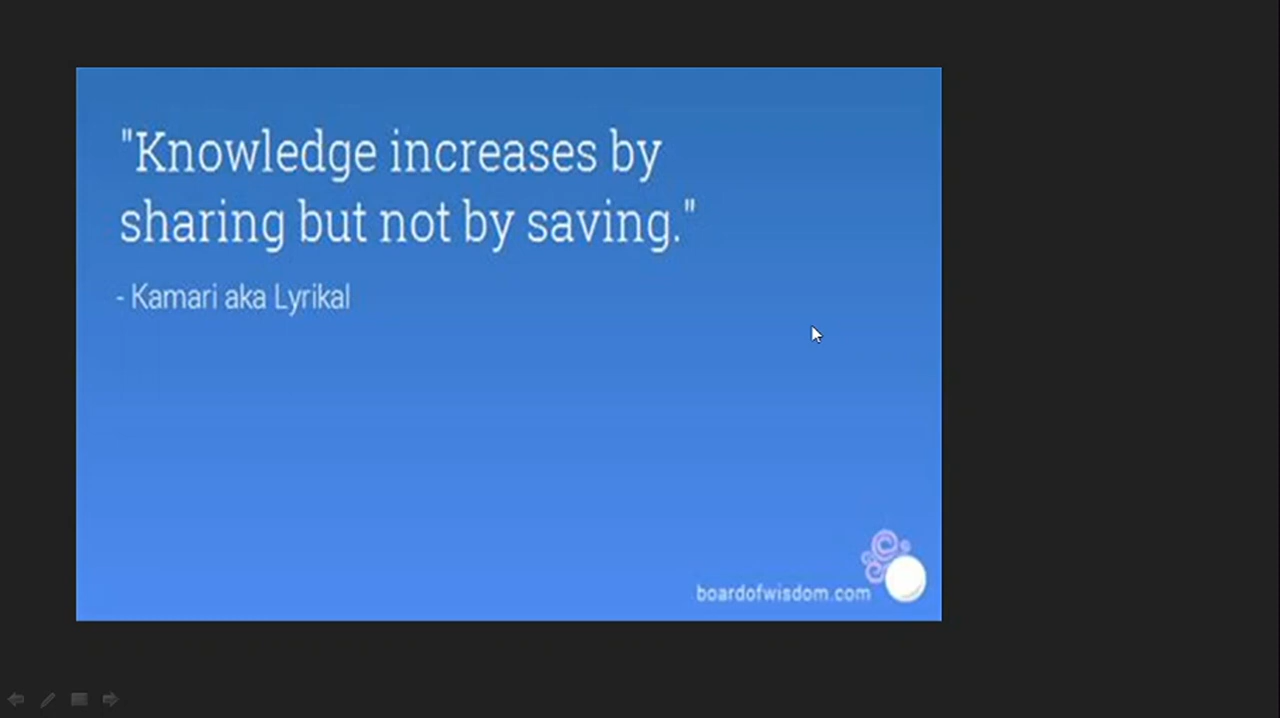 "Knowledge increases by
sharing but not by saving."
- Kamari aka Lyrikal
boardofwisdom.com